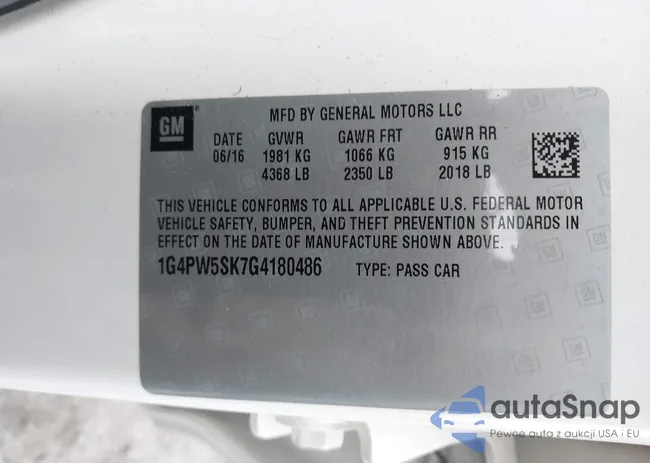 GM
MFD BY GENERAL MOTORS LLC
DATE GVWR GAWR FRT GAWR RR
06/16 1981 KG 1066 KG 915 KG
4368 LB 2350 LB 2018 LB
THIS VEHICLE CONFORMS TO ALL APPLICABLE U.S. FEDERAL MOTOR
VEHICLE SAFETY, BUMPER, AND THEFT PREVENTION STANDARDS IN
EFFECT ON THE DATE OF MANUFACTURE SHOWN ABOVE.
1G4PW5SK7G4180486 TYPE: PASS CAR
autaSnap
Pewne auta z aukcji USA i EU